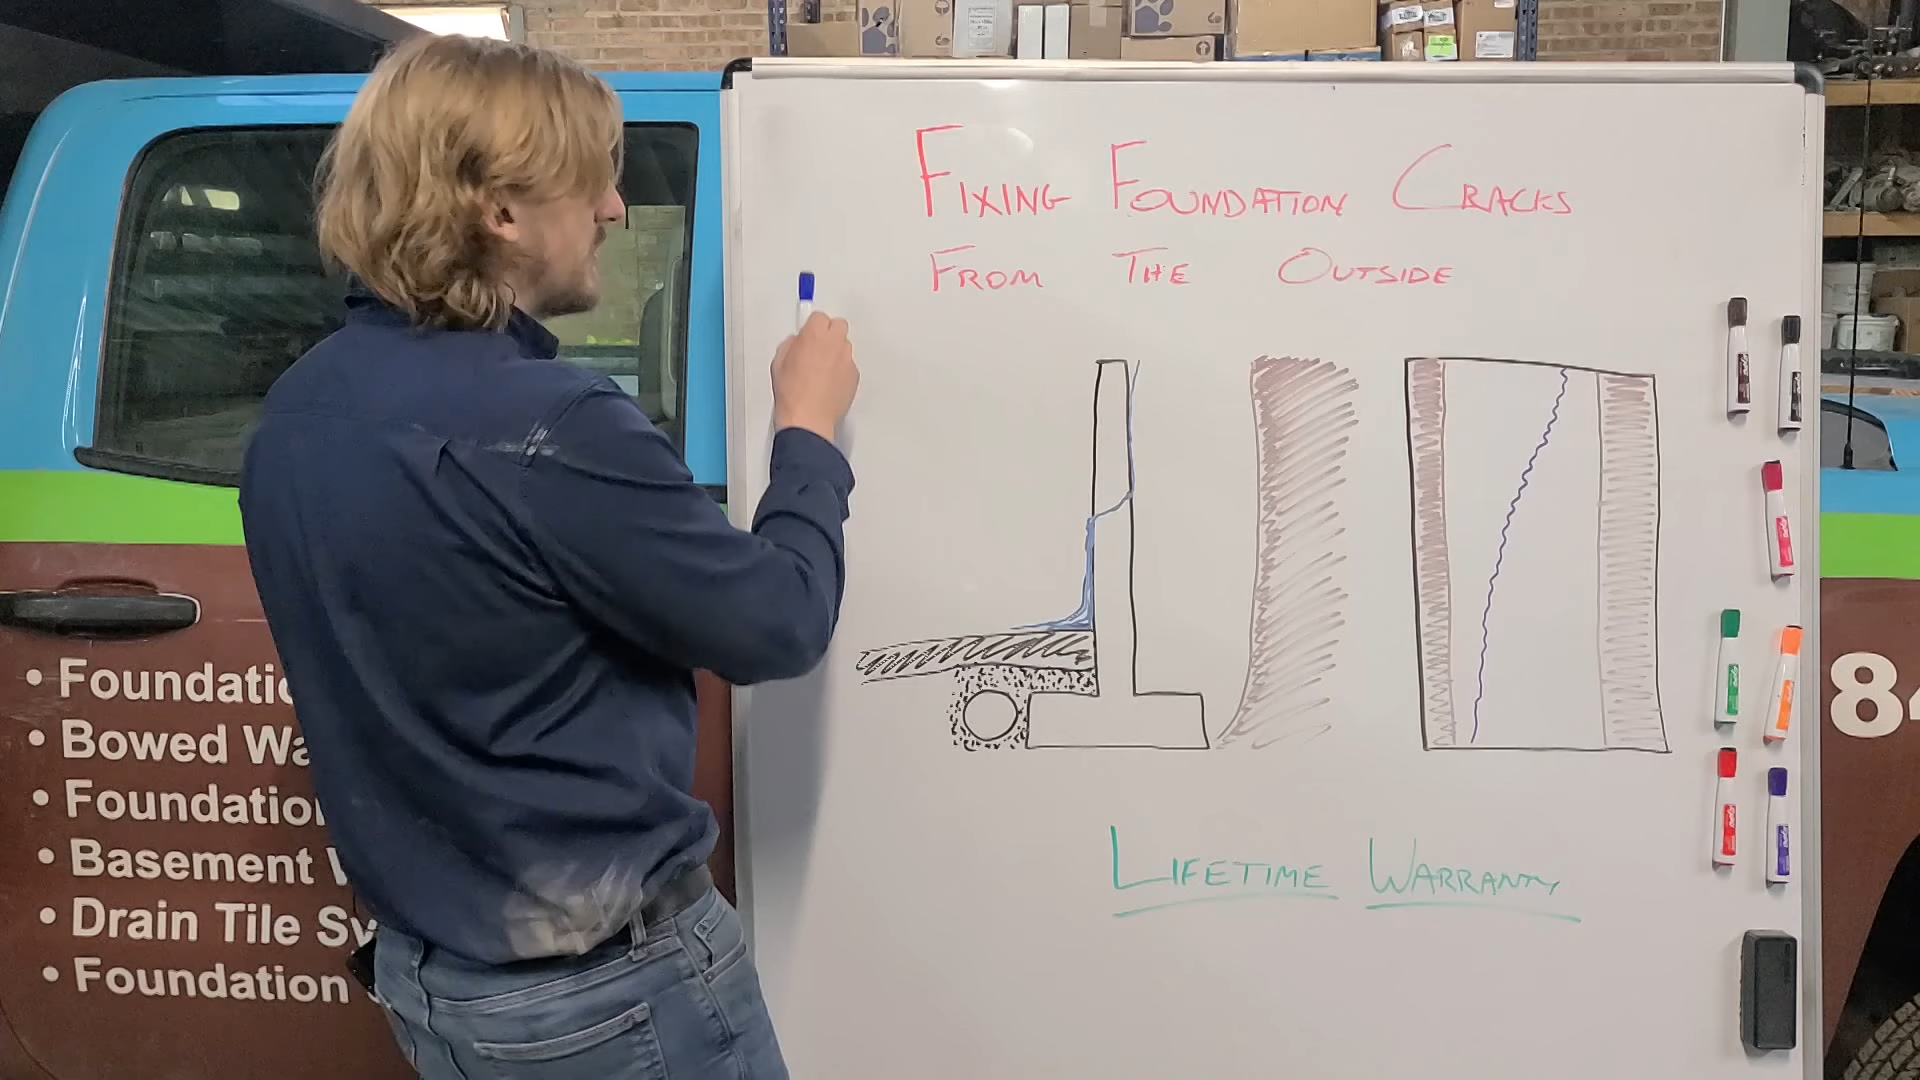 FIXING FOUNDATION CRACKS
FROM THE OUTSIDE
LIFETIME WARRANTY
• Foundatio
• Bowed Wa
• Foundation
• Basement
• Drain Tile Sy
• Foundation
84